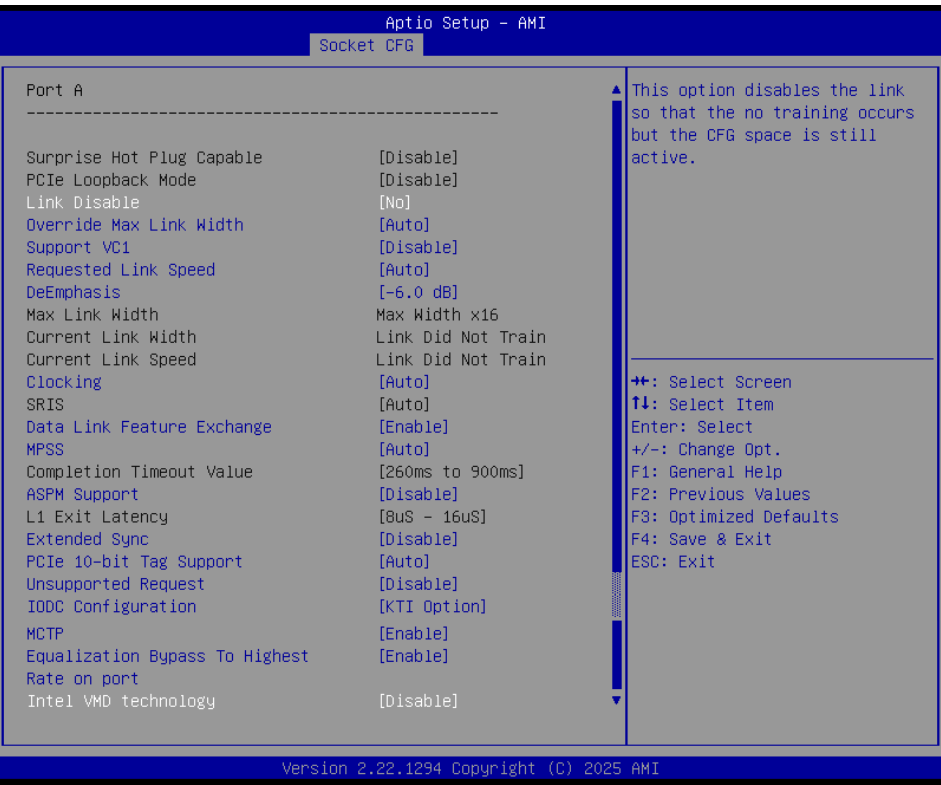 Aptio Setup - AMI
Socket CFG
Port A
--------------------------------------------------
Surprise Hot Plug Capable [Disable]
PCIe Loopback Mode [Disable]
Link Disable [No]
Override Max Link Width [Auto]
Support VC1 [Disable]
Requested Link Speed [Auto]
DeEmphasis [-6.0 dB]
Max Link Width Max Width x16
Current Link Width Link Did Not Train
Current Link Speed Link Did Not Train
Clocking [Auto]
SRIS [Auto]
Data Link Feature Exchange [Enable]
MPSS [Auto]
Completion Timeout Value [260ms to 900ms]
ASPM Support [Disable]
L1 Exit Latency [8uS - 16uS]
Extended Sync [Disable]
PCIe 10-bit Tag Support [Auto]
Unsupported Request [Disable]
IODC Configuration [KTI Option]
MCTP [Enable]
Equalization Bypass To Highest [Enable]
Rate on port
Intel VMD technology [Disable]
This option disables the link
so that the no training occurs
but the CFG space is still
active.
→←: Select Screen
↑↓: Select Item
Enter: Select
+/-: Change Opt.
F1: General Help
F2: Previous Values
F3: Optimized Defaults
F4: Save & Exit
ESC: Exit
Version 2.22.1294 Copyright (C) 2025 AMI